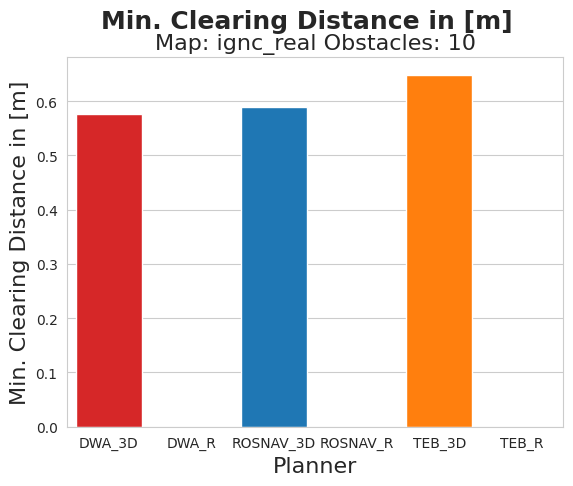 Min. Clearing Distance in [m]
Map: ignc_real Obstacles: 10
Min. Clearing Distance in [m]
0.6
0.5
0.4
0.3
0.2
0.1
0.0
DWA_3D DWA_R ROSNAV_3D ROSNAV_R TEB_3D TEB_R
Planner